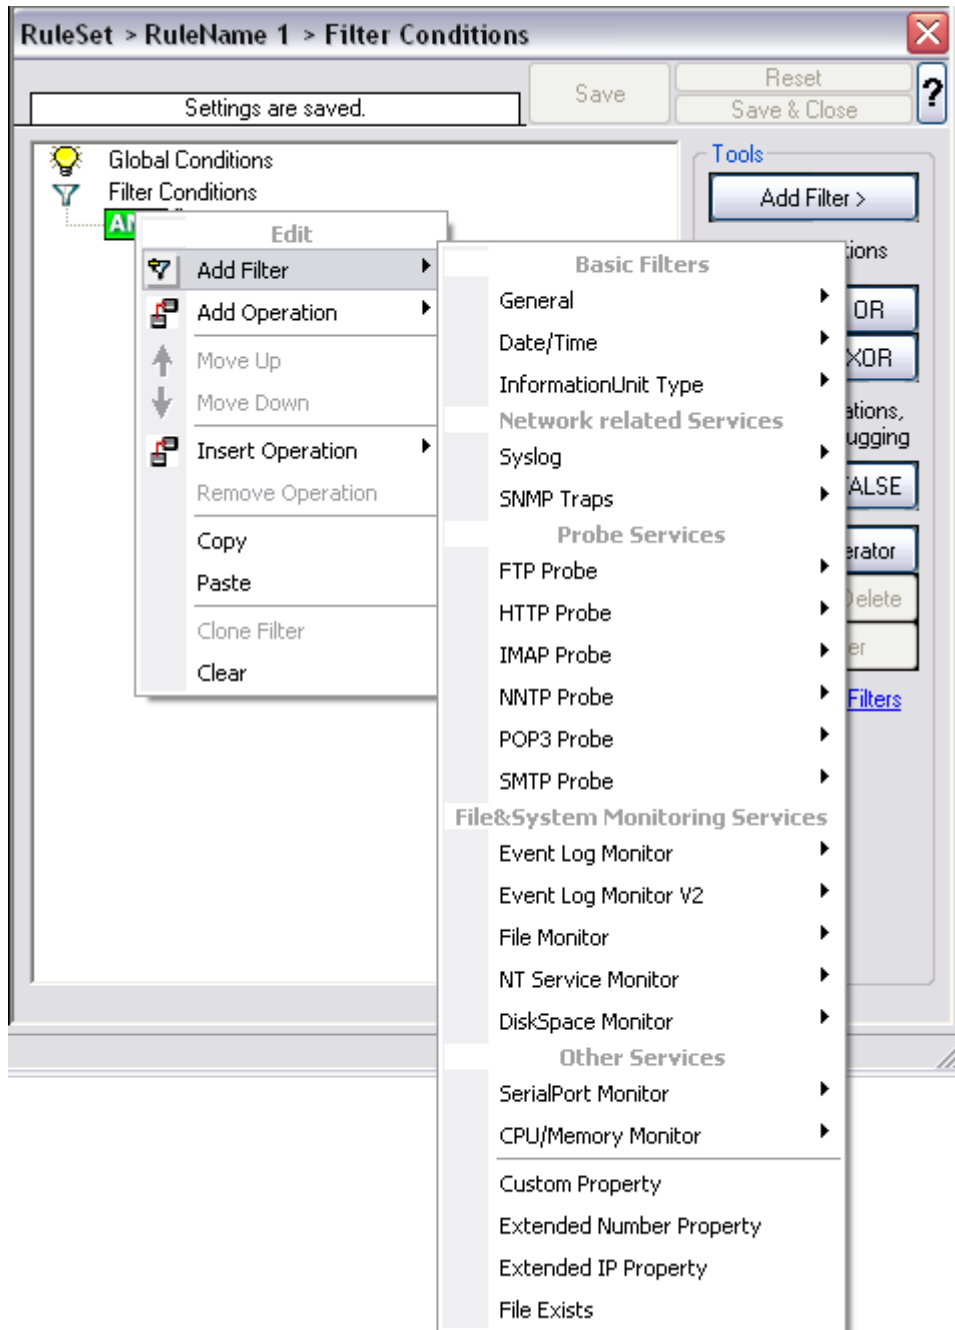 RuleSet > RuleName 1 > Filter Conditions
Settings are saved.
Save
Reset
Save & Close
?
Global Conditions
Filter Conditions
Tools
Add Filter >
OR
XOR
Edit
Add Filter
Add Operation
Move Up
Move Down
Insert Operation
Remove Operation
Copy
Paste
Clone Filter
Clear
Basic Filters
General
Date/Time
InformationUnit Type
Network related Services
Syslog
SNMP Traps
Probe Services
FTP Probe
HTTP Probe
IMAP Probe
NNTP Probe
POP3 Probe
SMTP Probe
File&System Monitoring Services
Event Log Monitor
Event Log Monitor V2
File Monitor
NT Service Monitor
DiskSpace Monitor
Other Services
SerialPort Monitor
CPU/Memory Monitor
Custom Property
Extended Number Property
Extended IP Property
File Exists
Delete
Filters